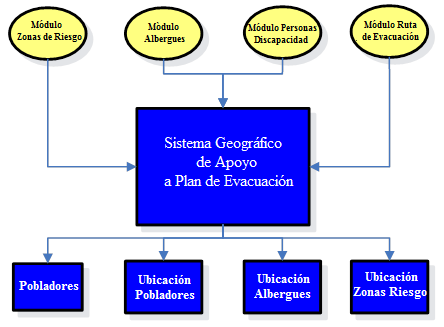 Módulo
Zonas de Riesgo
Módulo
Albergues
Módulo Personas
Discapacidad
Módulo Ruta
de Evacuación
Sistema Geográfico
de Apoyo
a Plan de Evacuación
Pobladores
Ubicación
Pobladores
Ubicación
Albergues
Ubicación
Zonas Riesgo